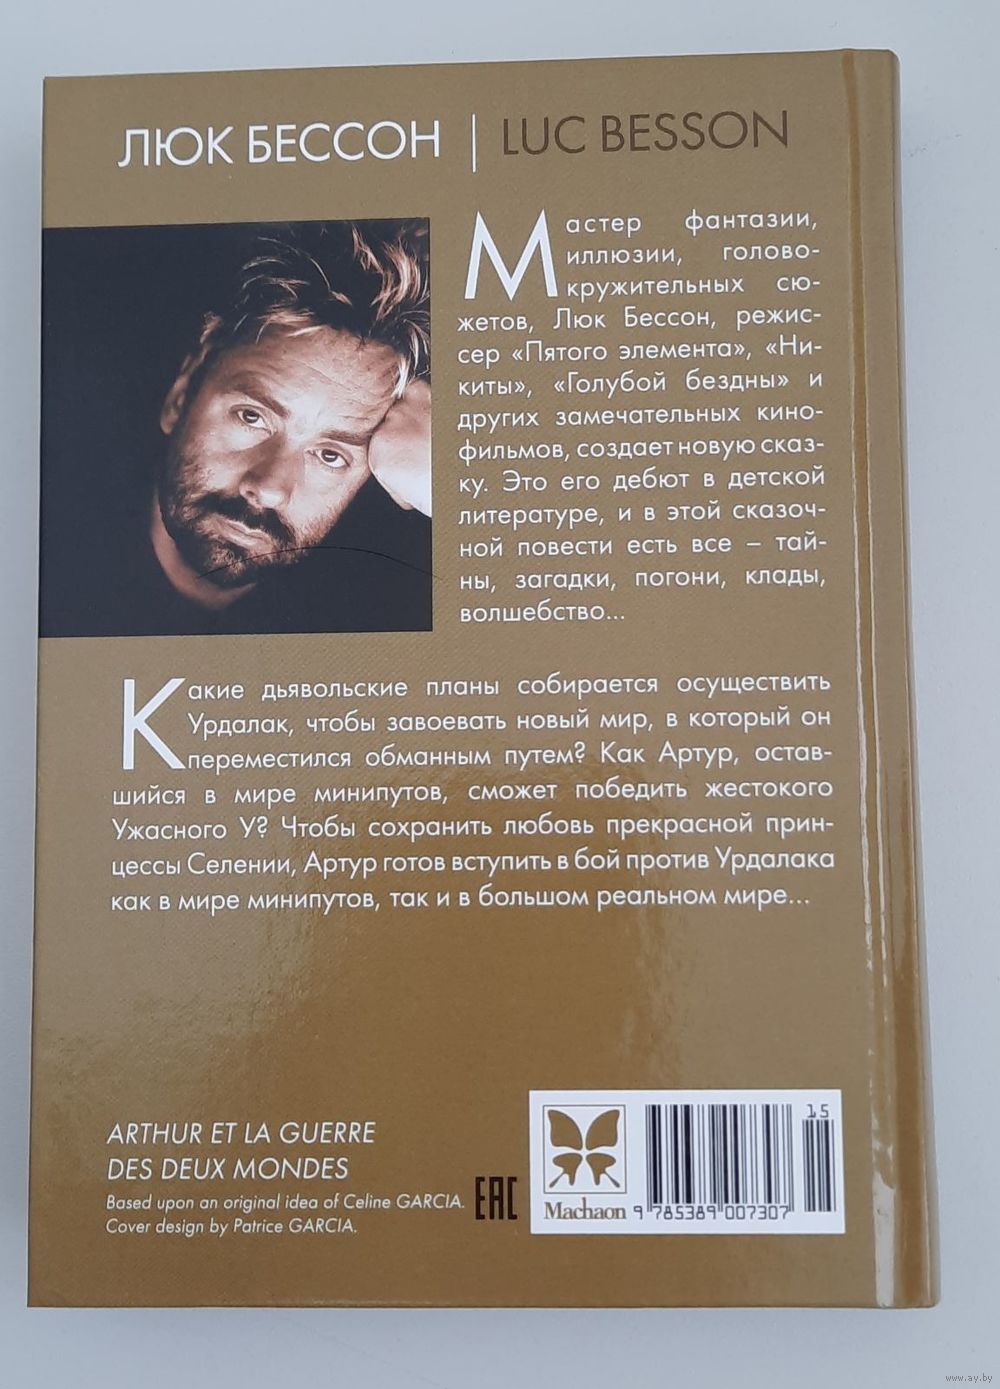 ЛЮК БЕССОН | LUC BESSON
Мастер фантазии,
иллюзии, голово-
кружительных сю-
жетов, Люк Бессон, режис-
сер «Пятого элемента», «Ни-
киты», «Голубой бездны» и
других замечательных кино-
фильмов, создает новую сказ-
ку. Это его дебют в детской
литературе, и в этой сказоч-
ной повести есть все – тай-
ны, загадки, погони, клады,
волшебство...
Какие дьявольские планы собирается осуществить
Урдалак, чтобы завоевать новый мир, в который он
переместился обманным путем? Как Артур, остав-
шийся в мире минипутов, сможет победить жестокого
Ужасного У? Чтобы сохранить любовь прекрасной прин-
цессы Селении, Артур готов вступить в бой против Урдалака
как в мире минипутов, так и в большом реальном мире...
ARTHUR ET LA GUERRE
DES DEUX MONDES
Based upon an original idea of Celine GARCIA.
Cover design by Patrice GARCIA.
EAC
Machaon
15
9 785389 007307
www.ay.by